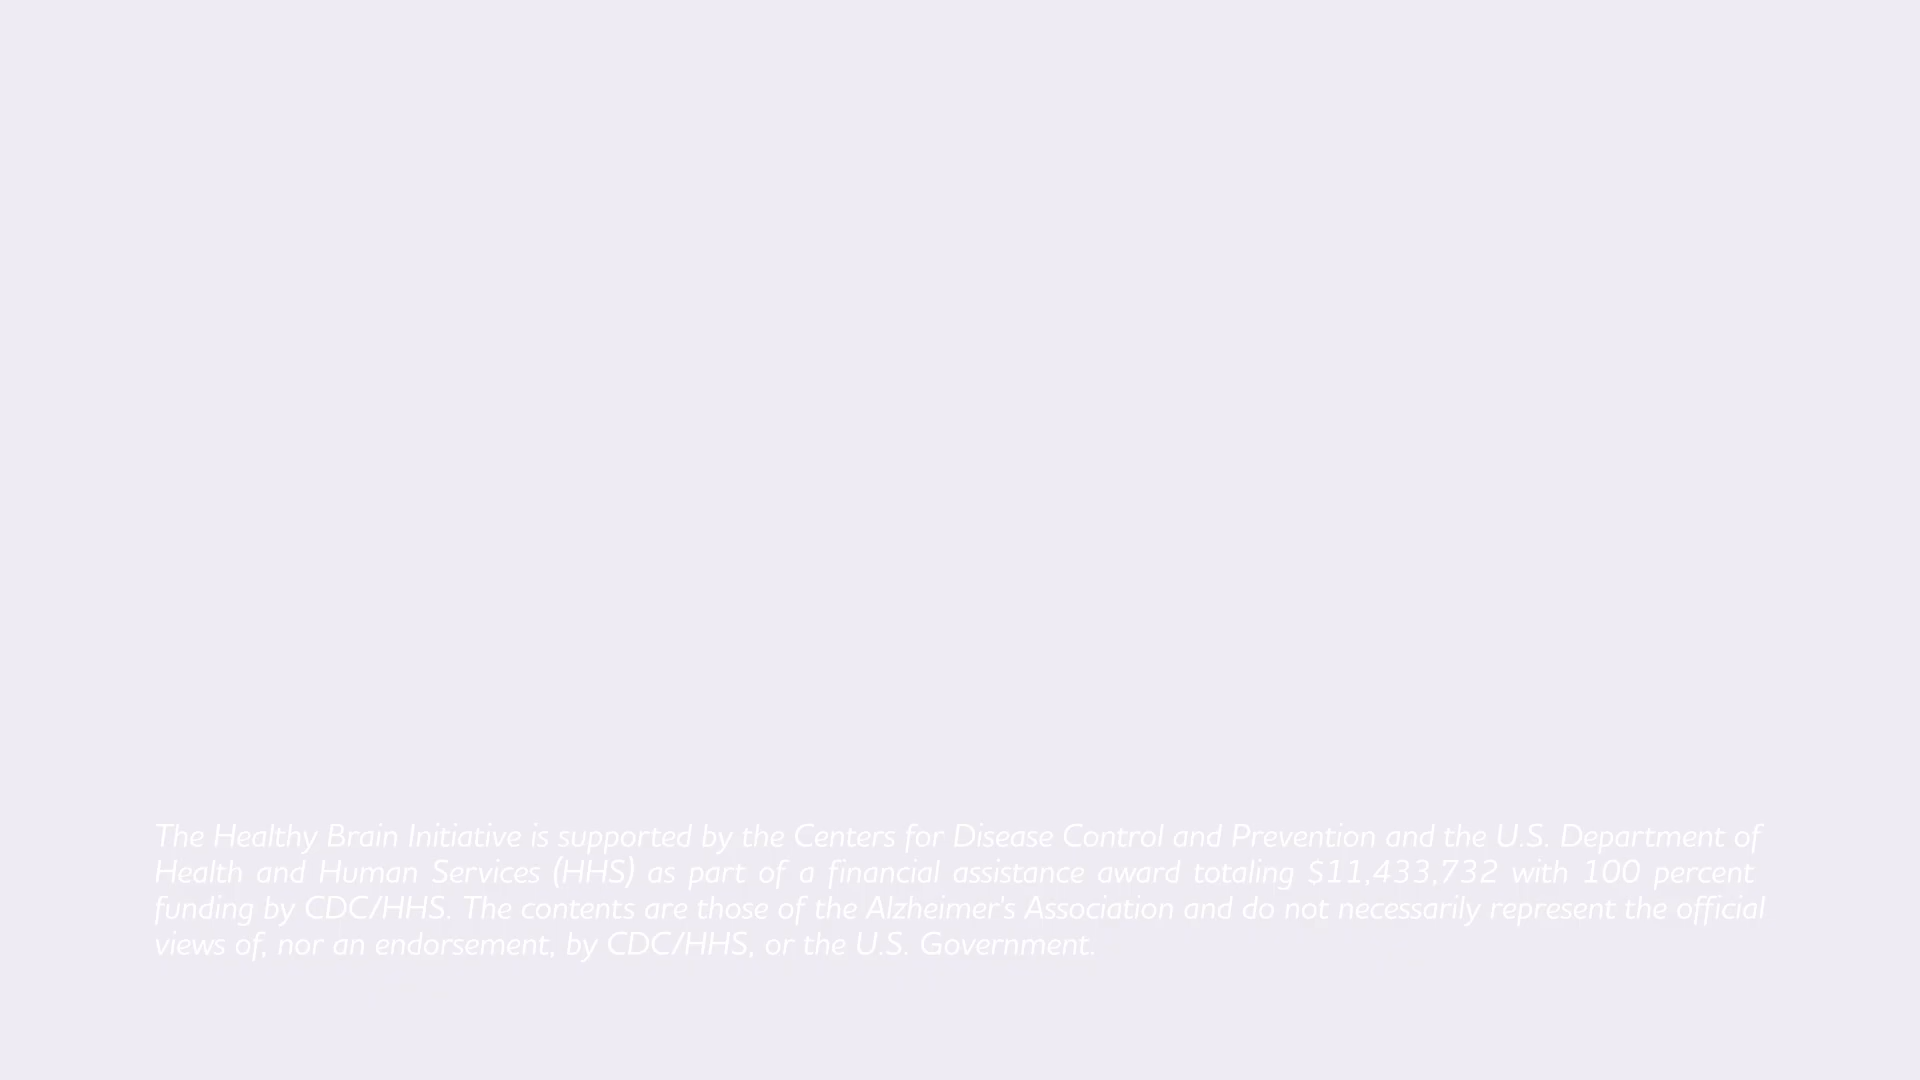 The Healthy Brain Initiative is supported by the Centers for Disease Control and Prevention and the U.S. Department of
Health and Human Services (HHS) as part of a financial assistance award totaling $11,433,732 with 100 percent
funding by CDC/HHS. The contents are those of the Alzheimer's Association and do not necessarily represent the official
views of, nor an endorsement, by CDC/HHS, or the U.S. Government.